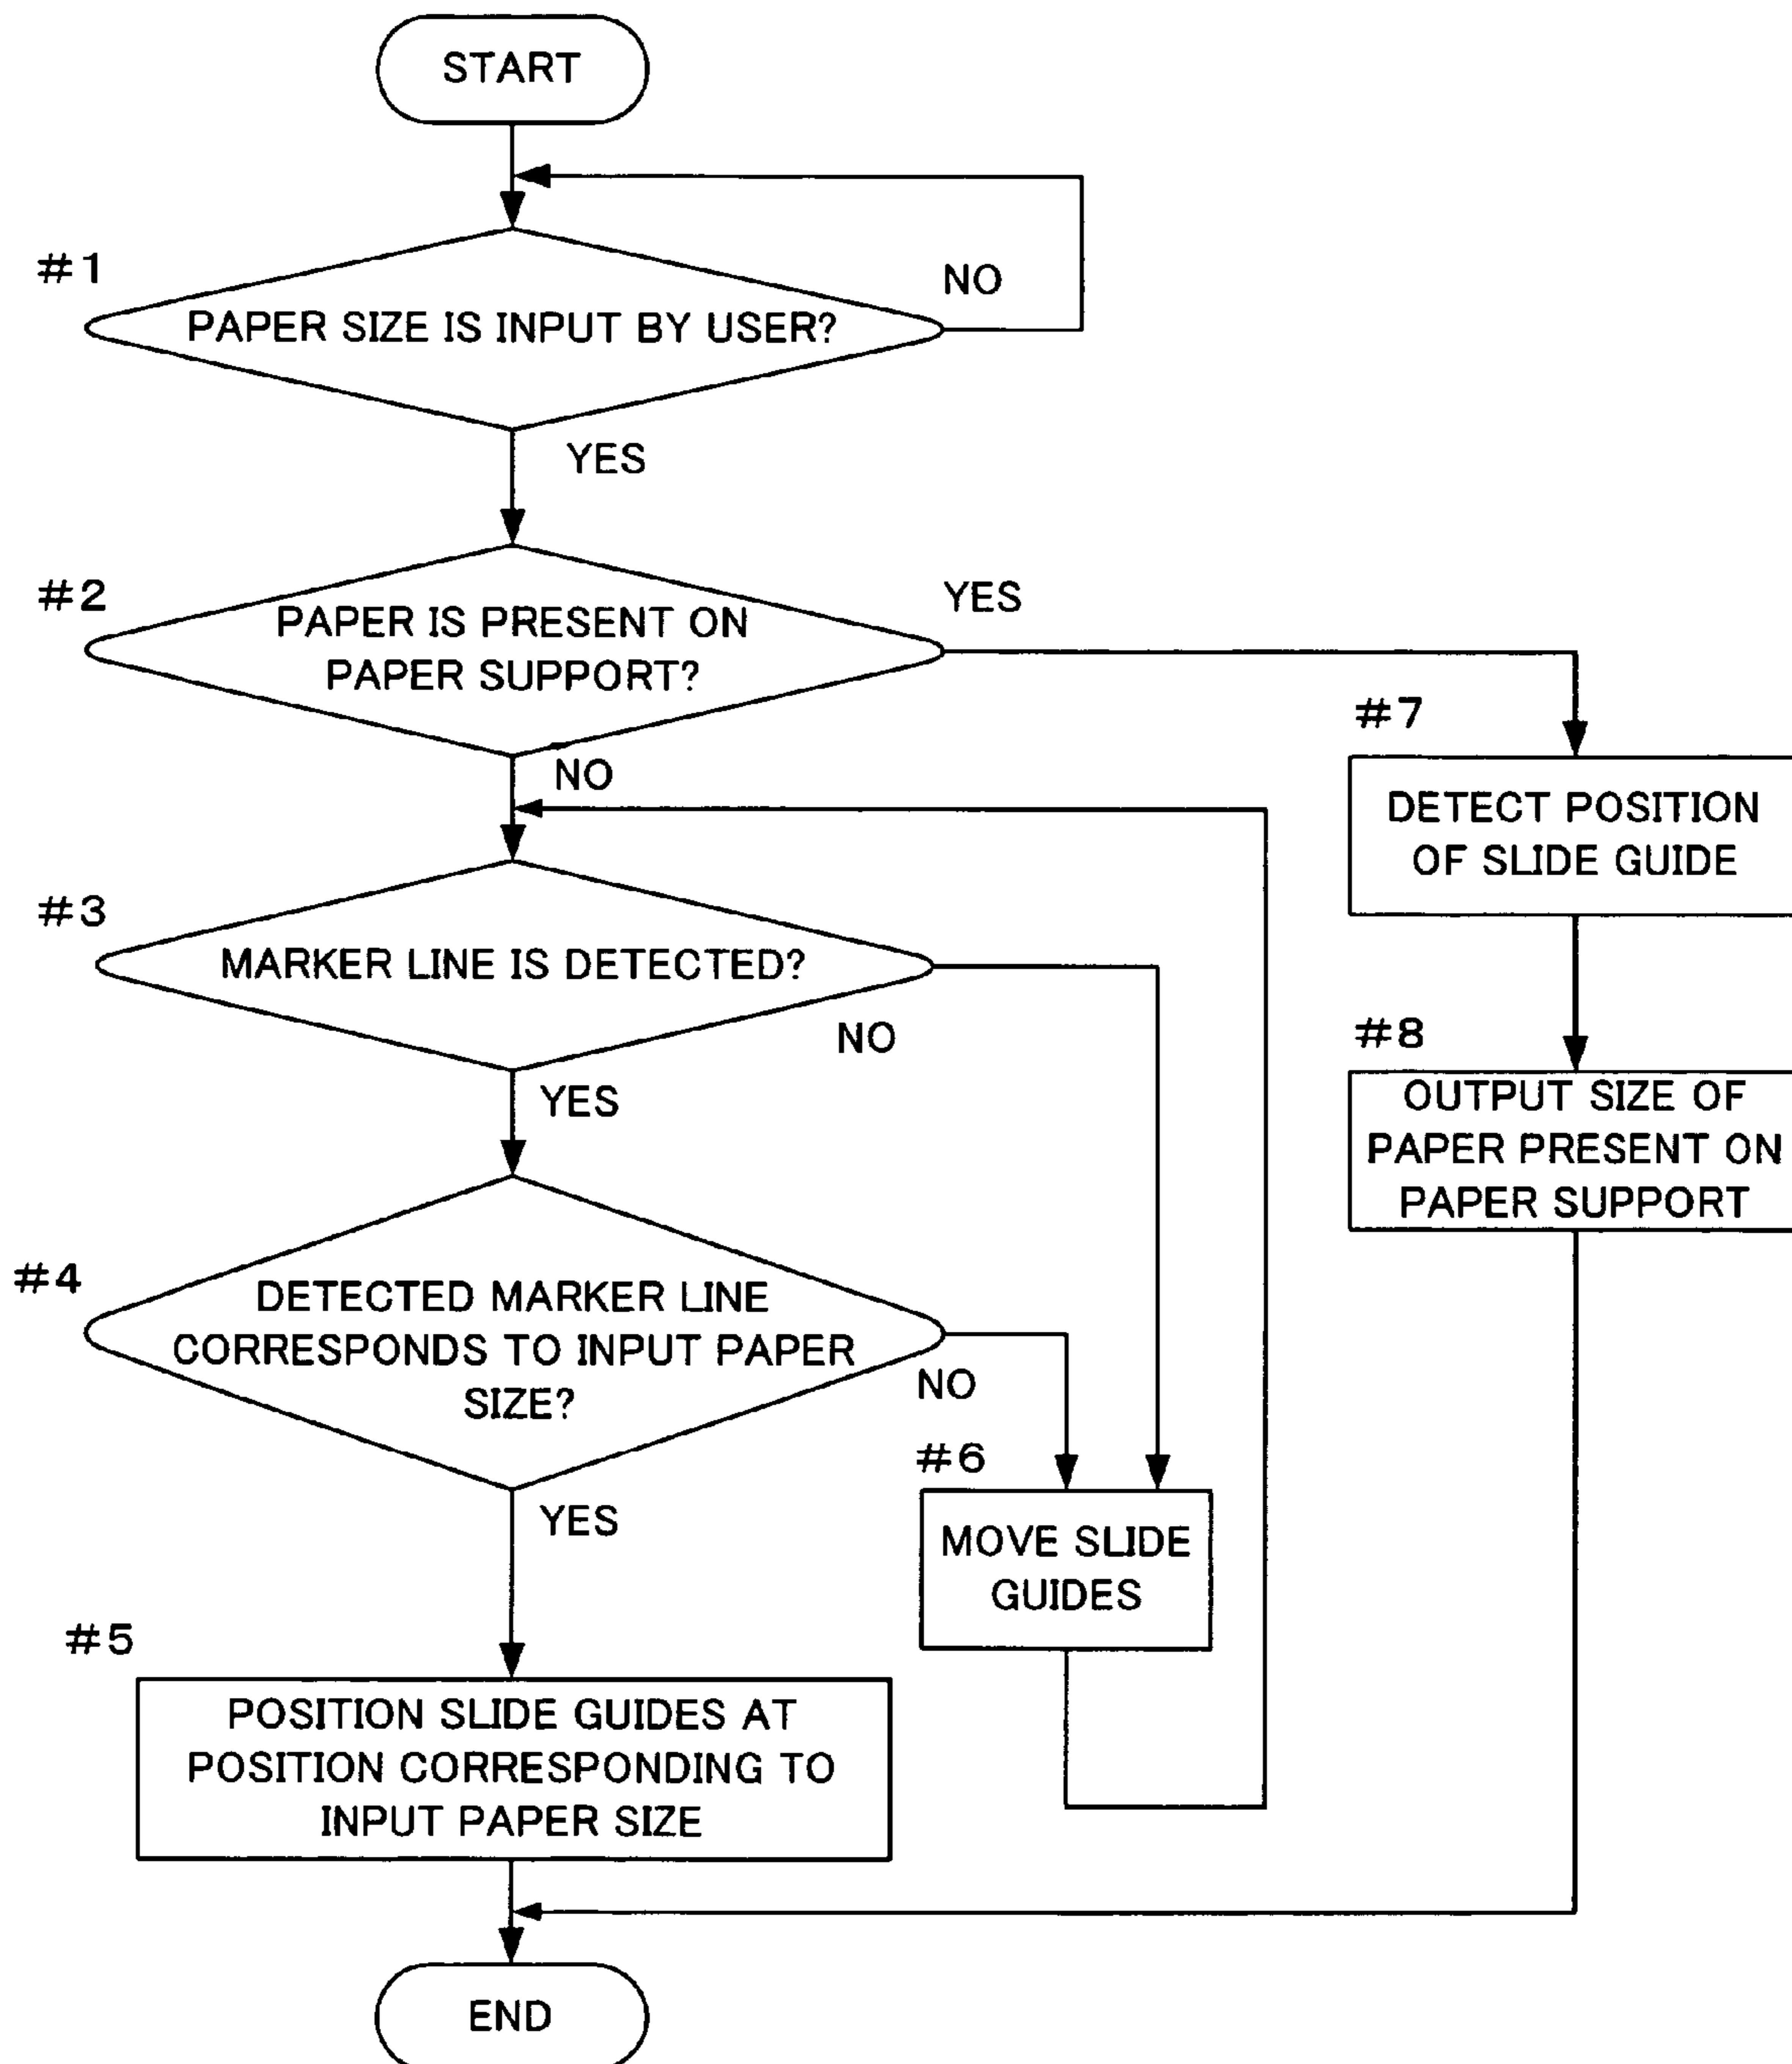 START
#1
NO
PAPER SIZE IS INPUT BY USER?
YES
#2
YES
PAPER IS PRESENT ON
PAPER SUPPORT?
NO
#3
MARKER LINE IS DETECTED?
NO
YES
#4
DETECTED MARKER LINE
CORRESPONDS TO INPUT PAPER
SIZE?
NO
YES
#5
POSITION SLIDE GUIDES AT
POSITION CORRESPONDING TO
INPUT PAPER SIZE
#6
MOVE SLIDE
GUIDES
#7
DETECT POSITION
OF SLIDE GUIDE
#8
OUTPUT SIZE OF
PAPER PRESENT ON
PAPER SUPPORT
END